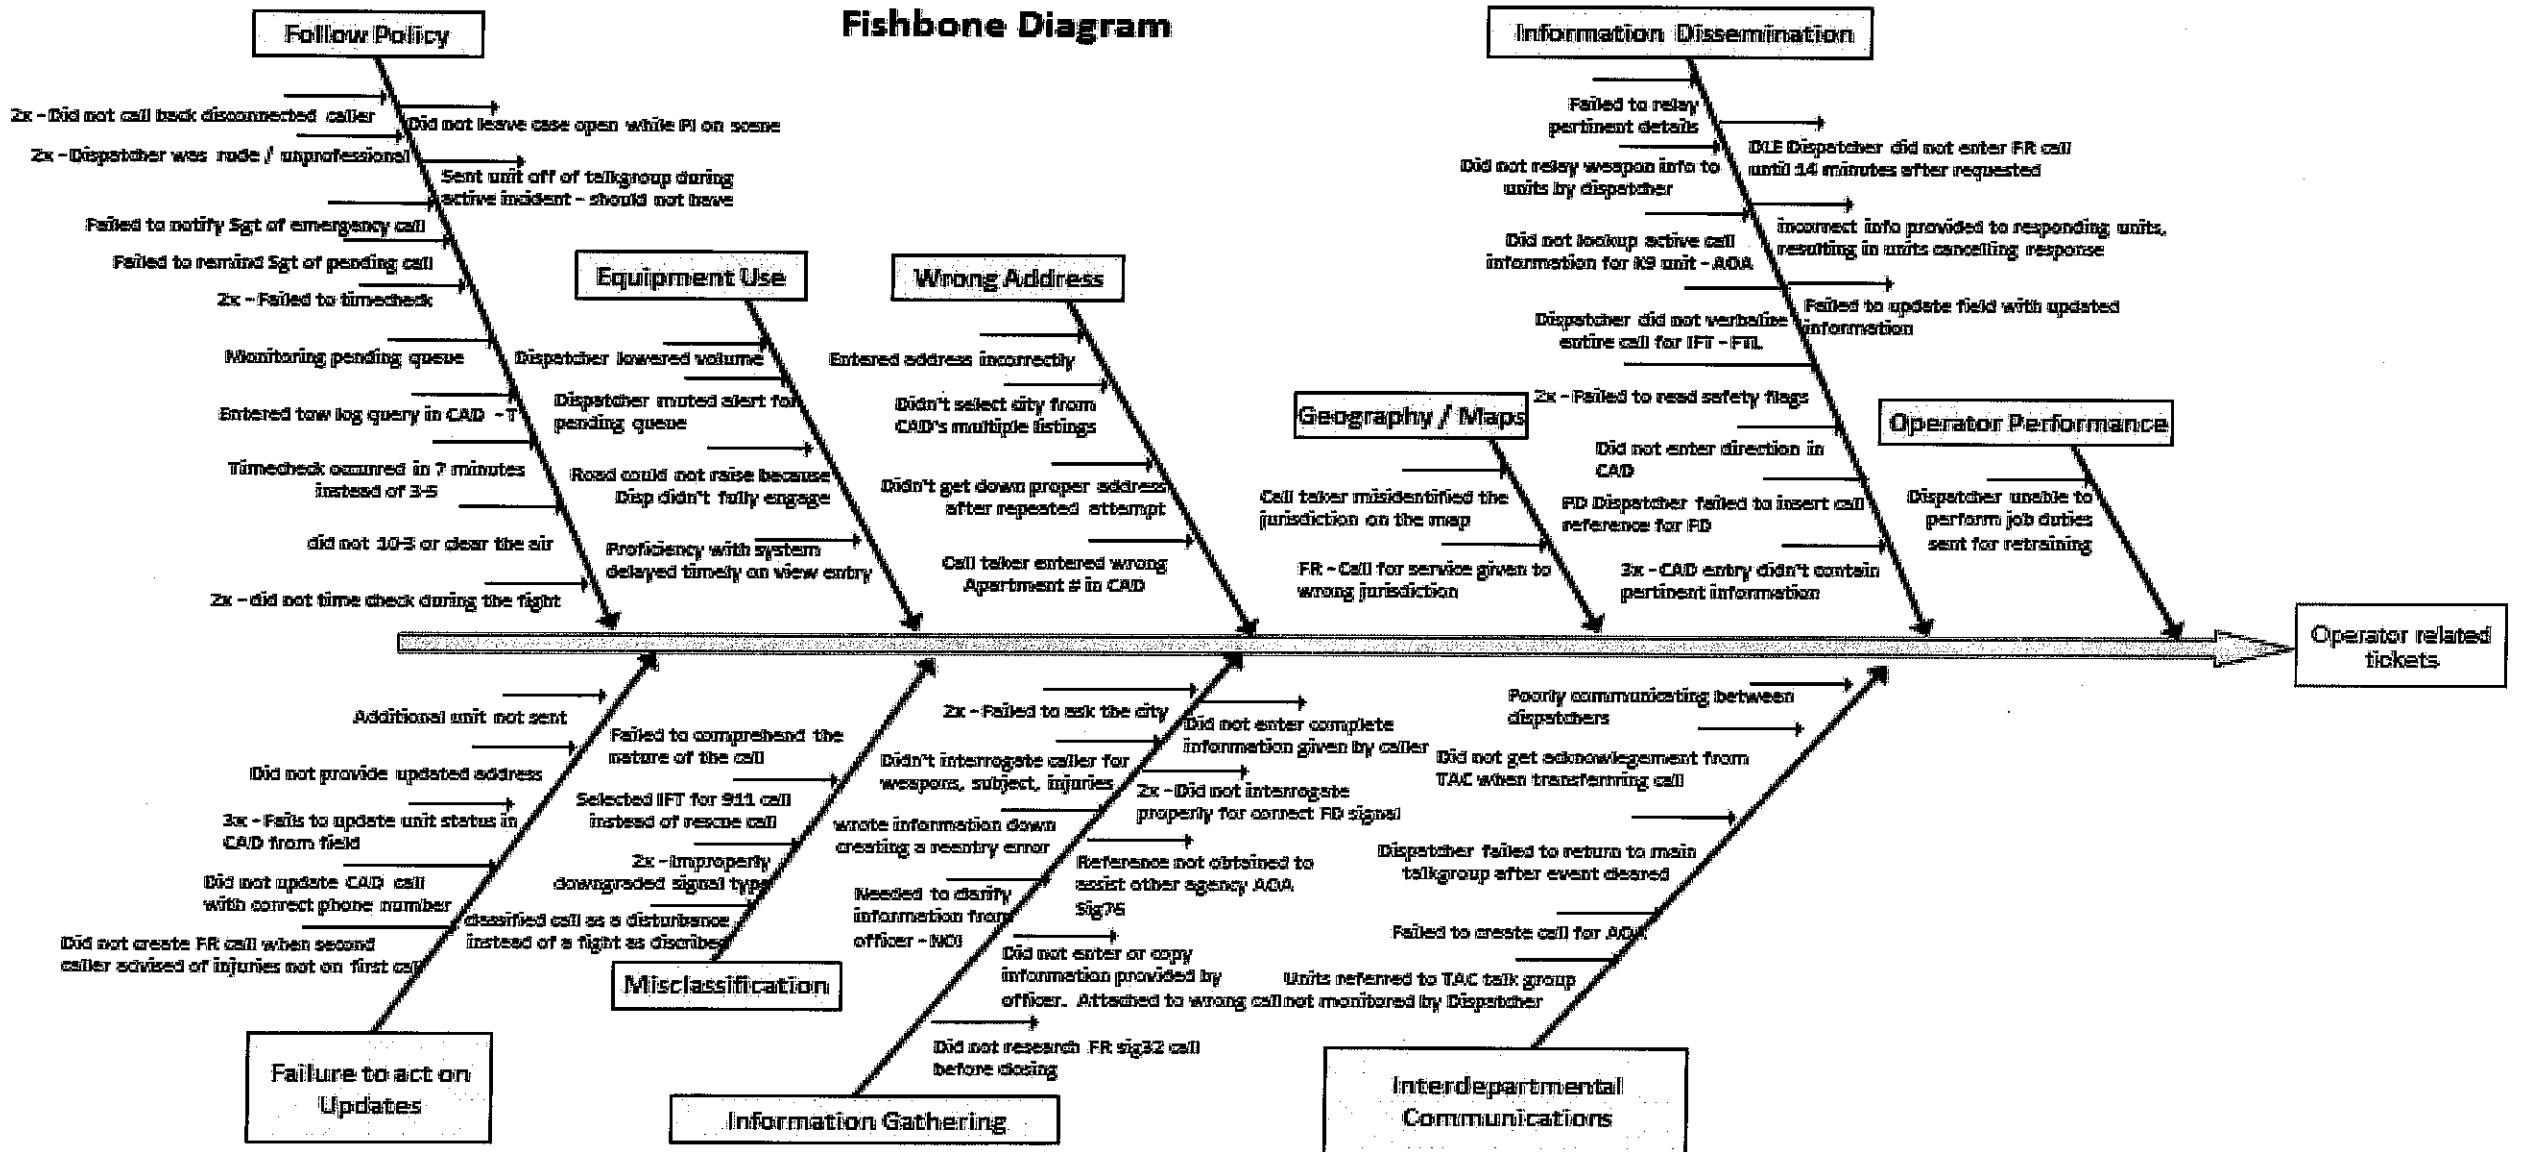 Fishbone Diagram
Follow Policy
2x - Did not call back disconnected caller
2x - Dispatcher was rude / unprofessional
Failed to notify Sgt of emergency call
Failed to remind Sgt of pending call
2x - Failed to timecheck
Monitoring pending queue
Entered tow log query in CAD - T
Timecheck occurred in 7 minutes
instead of 3-5
did not 10-3 or clear the air
2x - did not time check during the fight
Did not leave case open while PI on scene
Sent unit off of talkgroup during
active incident - should not have
Equipment Use
Dispatcher lowered volume
Dispatcher muted alert for
pending queue
Road could not raise because
Disp didn't fully engage
Proficiency with system
delayed timely on view entry
Wrong Address
Entered address incorrectly
Didn't select city from
CAD's multiple listings
Didn't get down proper address
after repeated attempt
Call taker entered wrong
Apartment # in CAD
Geography / Maps
Call taker misidentified the
jurisdiction on the map
FR - Call for service given to
wrong jurisdiction
Information Dissemination
Failed to relay
pertinent details
Did not relay weapon info to
units by dispatcher
Did not lookup active call
information for K9 unit - AOA
Dispatcher did not verbalize
entire call for IFT - FTL
2x - Failed to read safety flags
Did not enter direction in
CAD
PD Dispatcher failed to insert call
reference for PD
3x - CAD entry didn't contain
pertinent information
DLE Dispatcher did not enter FR call
until 14 minutes after requested
incorrect info provided to responding units,
resulting in units cancelling response
Failed to update field with updated
information
Operator Performance
Dispatcher unable to
perform job duties
sent for retraining
Operator related
tickets
Additional unit not sent
Did not provide updated address
3x - Fails to update unit status in
CAD from field
Did not update CAD call
with correct phone number
Did not create FR call when second
caller advised of injuries not on first call
Failure to act on
Updates
Failed to comprehend the
nature of the call
Selected IFT for 911 call
instead of rescue call
2x - Improperly
downgraded signal type
classified call as a disturbance
instead of a fight as discribed
Misclassification
2x - Failed to ask the city
Didn't interrogate caller for
weapons, subject, injuries
wrote information down
creating a reentry error
Needed to clarify
information from
officer - NOI
Did not enter complete
information given by caller
2x - Did not interrogate
properly for correct PD signal
Reference not obtained to
assist other agency AOA
Sig76
Did not enter or copy
information provided by
officer. Attached to wrong call
Did not research FR sig32 call
before closing
Information Gathering
Poorly communicating between
dispatchers
Did not get acknowlegement from
TAC when transferring call
Dispatcher failed to return to main
talkgroup after event cleared
Failed to create call for AOA
Units referred to TAC talk group
not monitored by Dispatcher
Interdepartmental
Communications